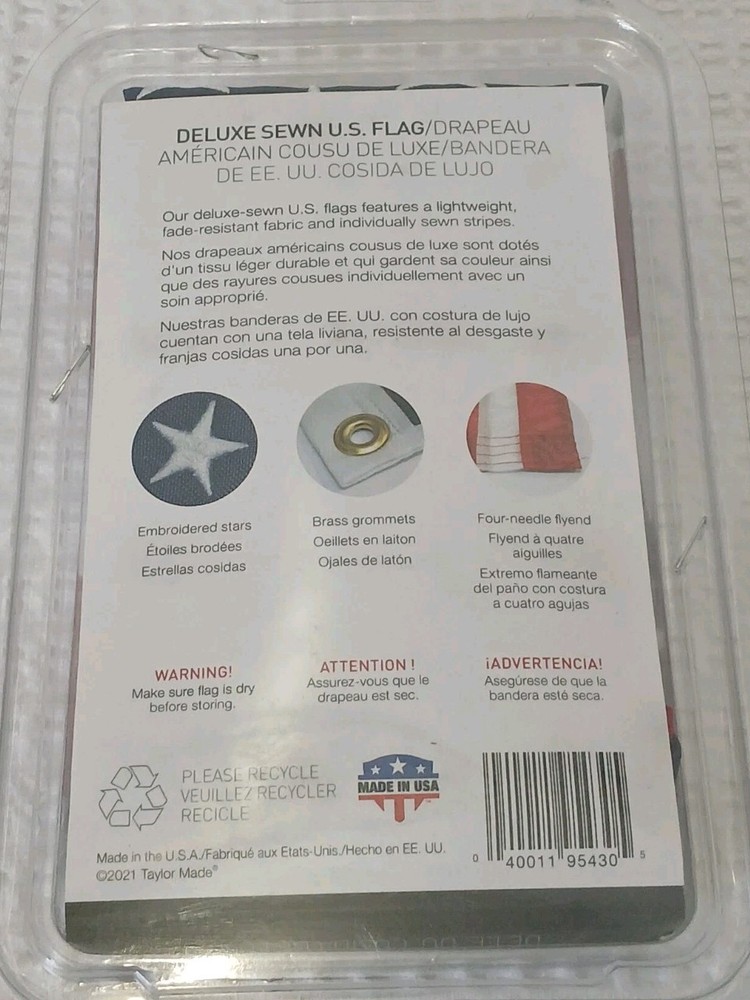 DELUXE SEWN U.S. FLAG/DRAPEAU
AMÉRICAIN COUSU DE LUXE/BANDERA
DE EE. UU. COSIDA DE LUJO
Our deluxe-sewn U.S. flags features a lightweight,
fade-resistant fabric and individually sewn stripes.
Nos drapeaux américains cousus de luxe sont dotés
d'un tissu léger durable et qui gardent sa couleur ainsi
que des rayures cousues individuellement avec un
soin approprié.
Nuestras banderas de EE. UU. con costura de lujo
cuentan con una tela liviana, resistente al desgaste y
franjas cosidas una por una.
Embroidered stars
Étoiles brodées
Estrellas cosidas
Brass grommets
Oeillets en laiton
Ojales de latón
Four-needle flyend
Flyend à quatre
aiguilles
Extremo flameante
del paño con costura
a cuatro agujas
WARNING!
Make sure flag is dry
before storing.
ATTENTION !
Assurez-vous que le
drapeau est sec.
¡ADVERTENCIA!
Asegúrese de que la
bandera esté seca.
PLEASE RECYCLE
VEUILLEZ RECYCLER
RECICLE
MADE IN USA
Made in the U.S.A./Fabriqué aux Etats-Unis./Hecho en EE. UU.
©2021 Taylor Made®
0 40011 95430 5